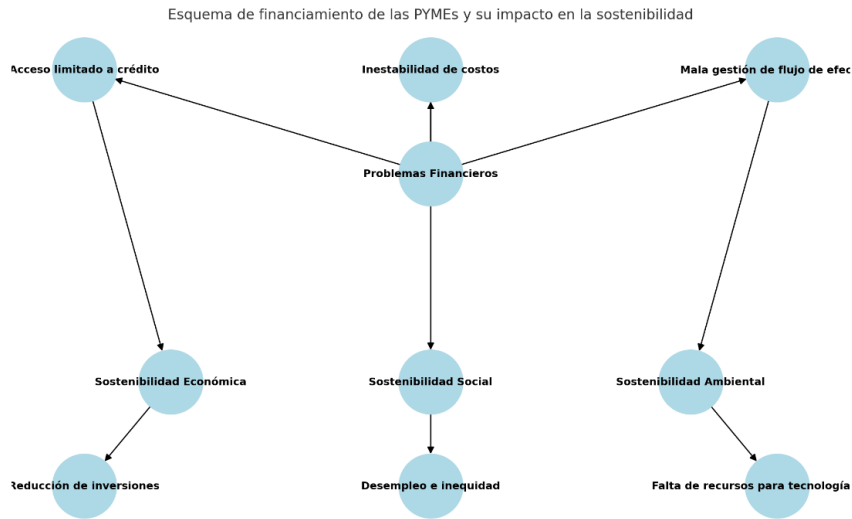 Esquema de financiamiento de las PYMEs y su impacto en la sostenibilidad
Acceso limitado a crédito
Inestabilidad de costos
Mala gestión de flujo de efec
Problemas Financieros
Sostenibilidad Económica
Sostenibilidad Social
Sostenibilidad Ambiental
Reducción de inversiones
Desempleo e inequidad
Falta de recursos para tecnología